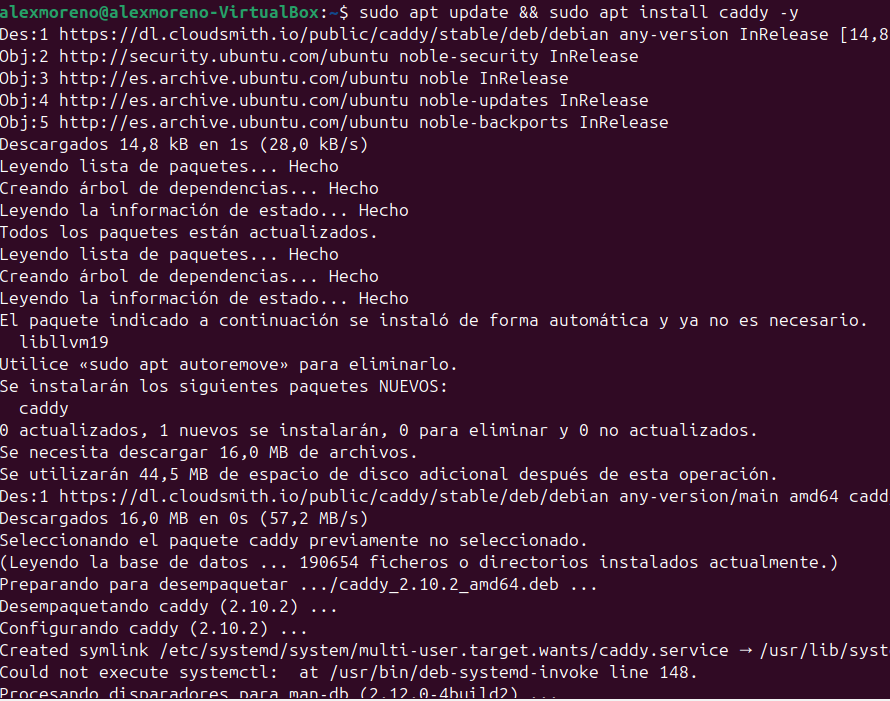 alexmoreno@alexmoreno-VirtualBox:~$ sudo apt update && sudo apt install caddy -y
Des:1 https://dl.cloudsmith.io/public/caddy/stable/deb/debian any-version InRelease [14,8
Obj:2 http://security.ubuntu.com/ubuntu noble-security InRelease
Obj:3 http://es.archive.ubuntu.com/ubuntu noble InRelease
Obj:4 http://es.archive.ubuntu.com/ubuntu noble-updates InRelease
Obj:5 http://es.archive.ubuntu.com/ubuntu noble-backports InRelease
Descargados 14,8 kB en 1s (28,0 kB/s)
Leyendo lista de paquetes... Hecho
Creando árbol de dependencias... Hecho
Leyendo la información de estado... Hecho
Todos los paquetes están actualizados.
Leyendo lista de paquetes... Hecho
Creando árbol de dependencias... Hecho
Leyendo la información de estado... Hecho
El paquete indicado a continuación se instaló de forma automática y ya no es necesario.
  libllvm19
Utilice «sudo apt autoremove» para eliminarlo.
Se instalarán los siguientes paquetes NUEVOS:
  caddy
0 actualizados, 1 nuevos se instalarán, 0 para eliminar y 0 no actualizados.
Se necesita descargar 16,0 MB de archivos.
Se utilizarán 44,5 MB de espacio de disco adicional después de esta operación.
Des:1 https://dl.cloudsmith.io/public/caddy/stable/deb/debian any-version/main amd64 cadd
Descargados 16,0 MB en 0s (57,2 MB/s)
Seleccionando el paquete caddy previamente no seleccionado.
(Leyendo la base de datos ... 190654 ficheros o directorios instalados actualmente.)
Preparando para desempaquetar .../caddy_2.10.2_amd64.deb ...
Desempaquetando caddy (2.10.2) ...
Configurando caddy (2.10.2) ...
Created symlink /etc/systemd/system/multi-user.target.wants/caddy.service → /usr/lib/syst
Could not execute systemctl:  at /usr/bin/deb-systemd-invoke line 148.
Procesando disparadores para man-db (2.12.0-4build2) ...